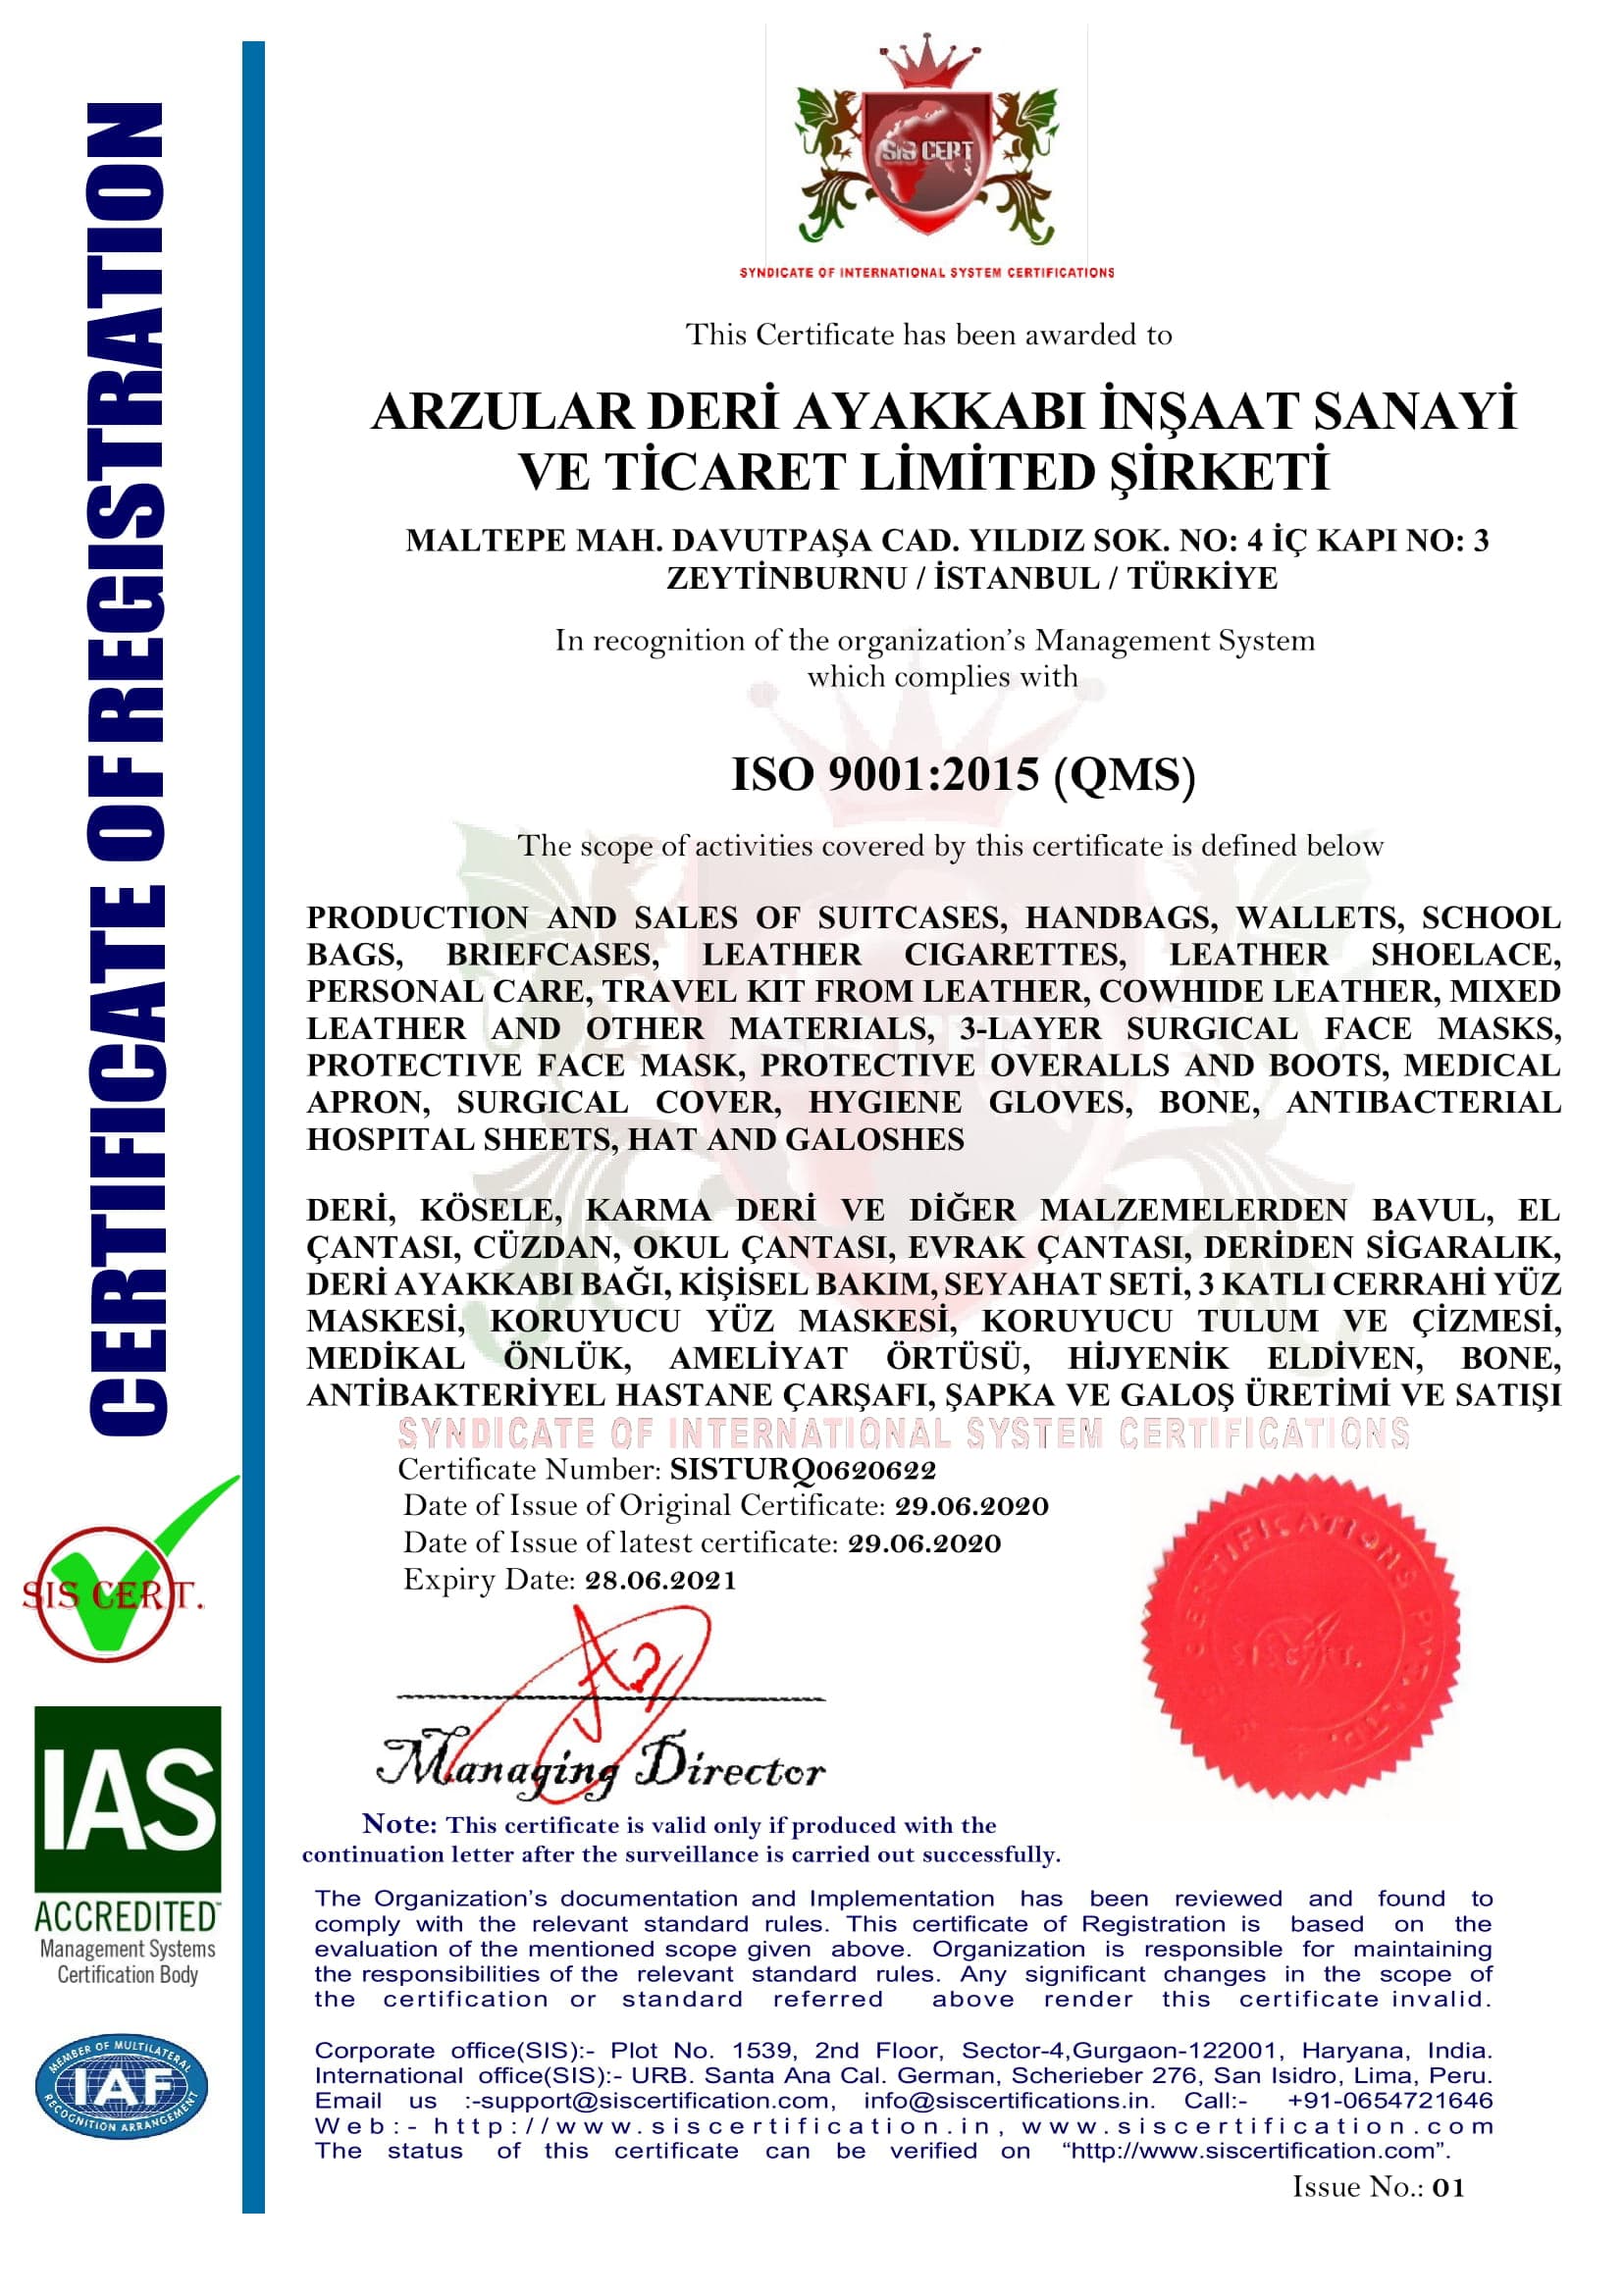 CERTIFICATE OF REGISTRATION
SIS CERT
SYNDICATE OF INTERNATIONAL SYSTEM CERTIFICATIONS
This Certificate has been awarded to
ARZULAR DERİ AYAKKABI İNŞAAT SANAYİ
VE TİCARET LİMİTED ŞİRKETİ
MALTEPE MAH. DAVUTPAŞA CAD. YILDIZ SOK. NO: 4 İÇ KAPI NO: 3
ZEYTİNBURNU / İSTANBUL / TÜRKİYE
In recognition of the organization’s Management System
which complies with
ISO 9001:2015 (QMS)
The scope of activities covered by this certificate is defined below
PRODUCTION AND SALES OF SUITCASES, HANDBAGS, WALLETS, SCHOOL
BAGS, BRIEFCASES, LEATHER CIGARETTES, LEATHER SHOELACE,
PERSONAL CARE, TRAVEL KIT FROM LEATHER, COWHIDE LEATHER, MIXED
LEATHER AND OTHER MATERIALS, 3-LAYER SURGICAL FACE MASKS,
PROTECTIVE FACE MASK, PROTECTIVE OVERALLS AND BOOTS, MEDICAL
APRON, SURGICAL COVER, HYGIENE GLOVES, BONE, ANTIBACTERIAL
HOSPITAL SHEETS, HAT AND GALOSHES
DERİ, KÖSELE, KARMA DERİ VE DİĞER MALZEMELERDEN BAVUL, EL
ÇANTASI, CÜZDAN, OKUL ÇANTASI, EVRAK ÇANTASI, DERİDEN SİGARALIK,
DERİ AYAKKABI BAĞI, KİŞİSEL BAKIM, SEYAHAT SETİ, 3 KATLI CERRAHİ YÜZ
MASKESİ, KORUYUCU YÜZ MASKESİ, KORUYUCU TULUM VE ÇİZMESİ,
MEDİKAL ÖNLÜK, AMELİYAT ÖRTÜSÜ, HİJYENİK ELDİVEN, BONE,
ANTİBAKTERİYEL HASTANE ÇARŞAFI, ŞAPKA VE GALOŞ ÜRETİMİ VE SATIŞI
SYNDICATE OF INTERNATIONAL SYSTEM CERTIFICATIONS
Certificate Number: SISTURQ0620622
Date of Issue of Original Certificate: 29.06.2020
Date of Issue of latest certificate: 29.06.2020
Expiry Date: 28.06.2021
CERTIFICATIONS PVT. LTD.
SIS CERT.
Managing Director
Note: This certificate is valid only if produced with the
continuation letter after the surveillance is carried out successfully.
The Organization’s documentation and Implementation has been reviewed and found to
comply with the relevant standard rules. This certificate of Registration is based on the
evaluation of the mentioned scope given above. Organization is responsible for maintaining
the responsibilities of the relevant standard rules. Any significant changes in the scope of
the certification or standard referred above render this certificate invalid.
Corporate office(SIS):- Plot No. 1539, 2nd Floor, Sector-4,Gurgaon-122001, Haryana, India.
International office(SIS):- URB. Santa Ana Cal. German, Scherieber 276, San Isidro, Lima, Peru.
Email us :-support@siscertification.com, info@siscertifications.in. Call:- +91-0654721646
Web:- http://www.siscertification.in, www.siscertification.com
The status of this certificate can be verified on “http://www.siscertification.com”.
Issue No.: 01
SIS CERT.
IAS
ACCREDITED™
Management Systems
Certification Body
MEMBER OF MULTILATERAL
IAF
RECOGNITION ARRANGEMENT